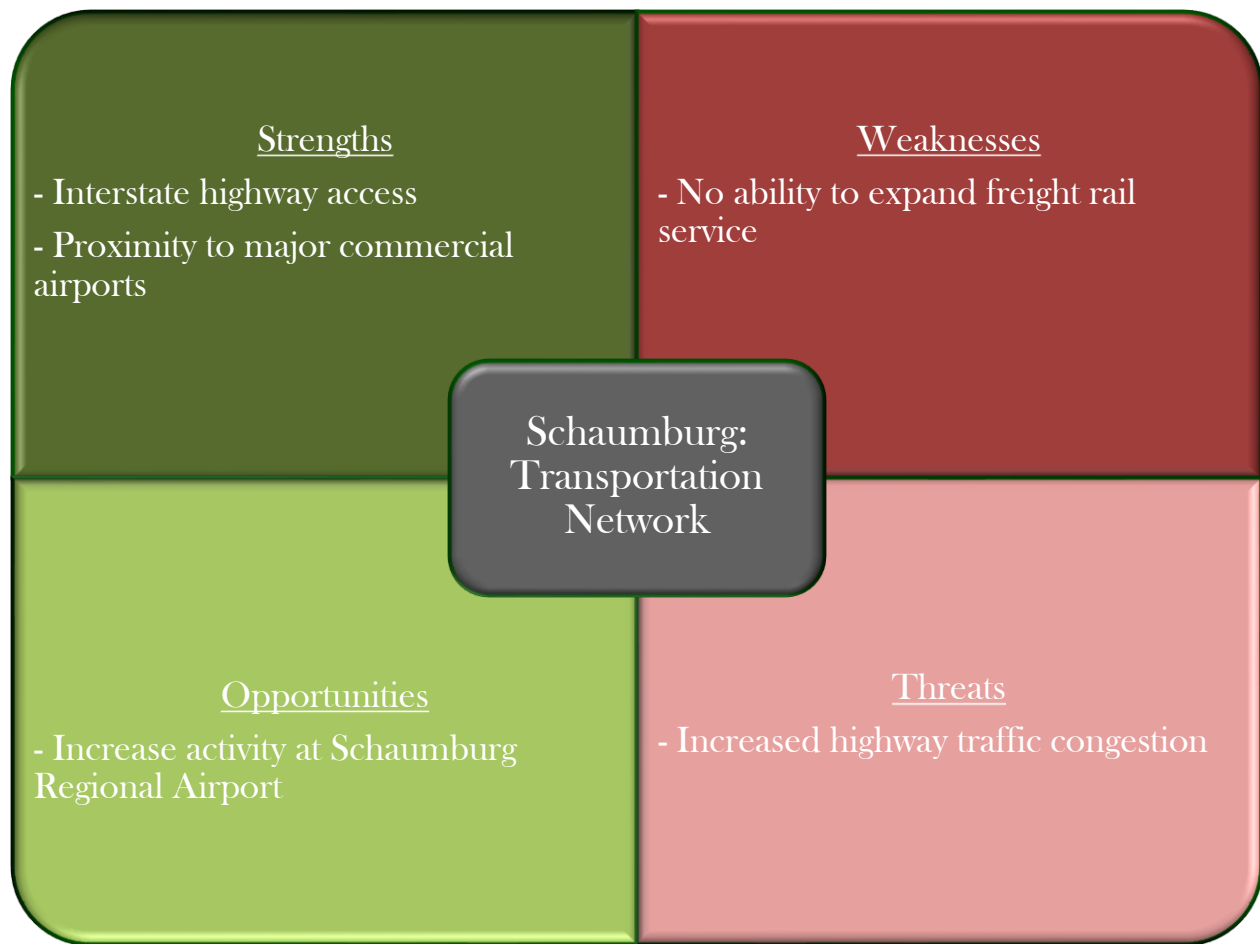 Strengths
- Interstate highway access
- Proximity to major commercial
airports
Weaknesses
- No ability to expand freight rail
service
Schaumburg:
Transportation
Network
Opportunities
- Increase activity at Schaumburg
Regional Airport
Threats
- Increased highway traffic congestion